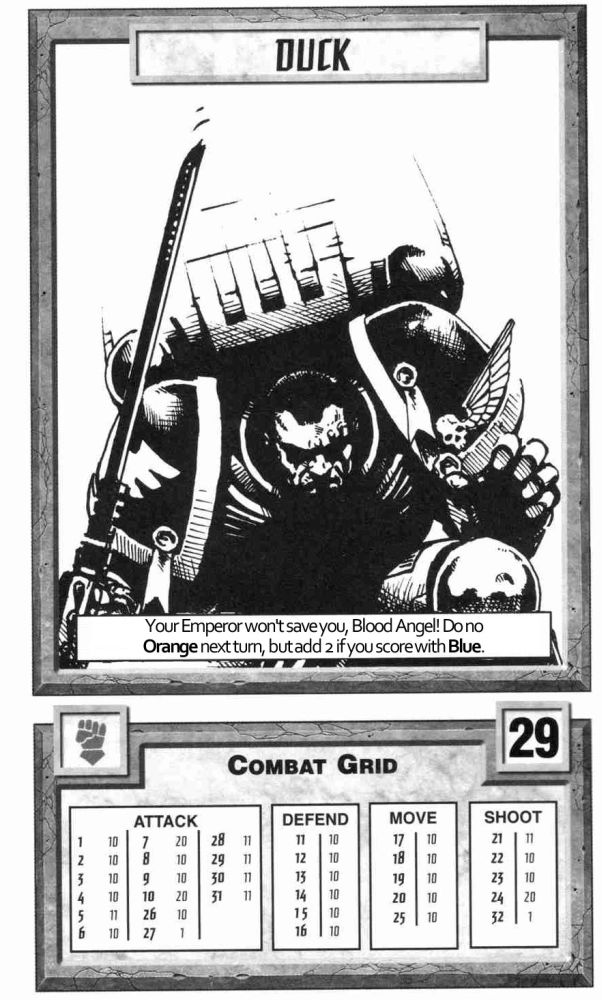 DUCK
Your Emperor won't save you, Blood Angel! Do no
Orange next turn, but add 2 if you score with Blue.
29
COMBAT GRID
ATTACK DEFEND MOVE SHOOT
1 10 7 20 28 11 11 10 17 10 21 11
2 10 8 10 29 11 12 10 18 10 22 10
3 10 9 10 30 11 13 10 19 10 23 10
4 10 10 20 31 11 14 10 20 10 24 20
5 11 26 10 15 10 25 10 32 1
6 10 27 1 16 10